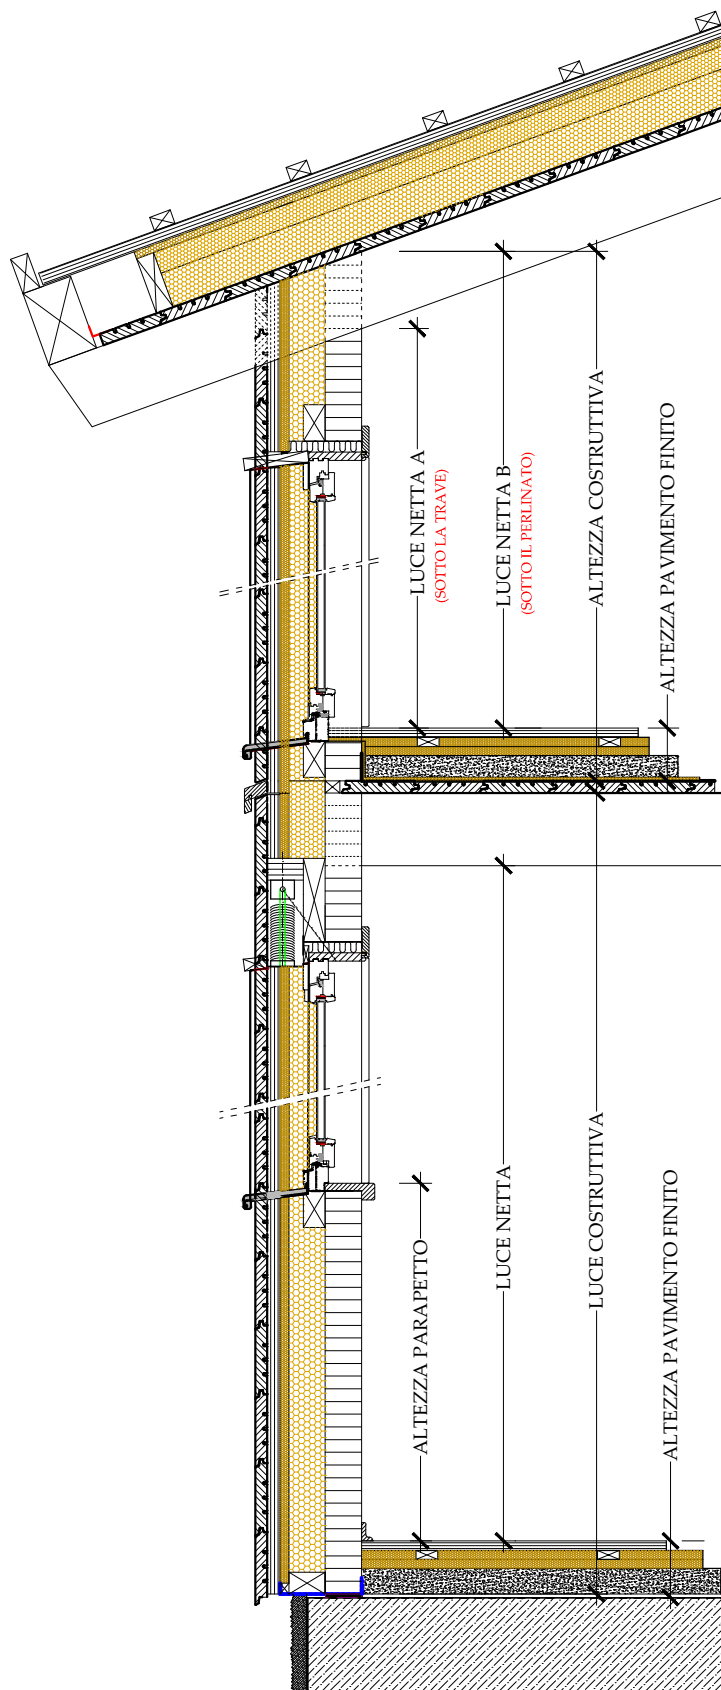 LUCE NETTA A
(SOTTO LA TRAVE)
LUCE NETTA B
(SOTTO IL PERLINATO)
ALTEZZA COSTRUTTIVA
ALTEZZA PAVIMENTO FINITO
ALTEZZA PARAPETTO
LUCE NETTA
LUCE COSTRUTTIVA
ALTEZZA PAVIMENTO FINITO